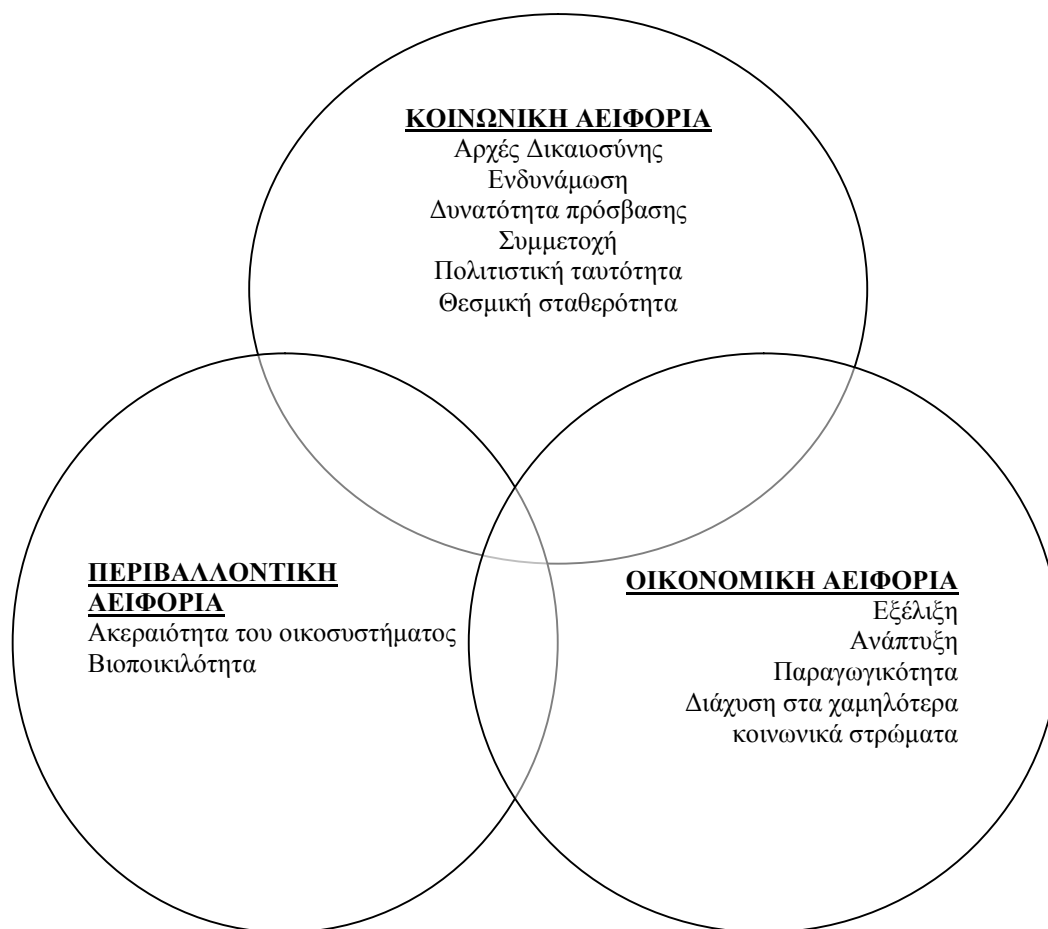 ΚΟΙΝΩΝΙΚΗ ΑΕΙΦΟΡΙΑ
Αρχές Δικαιοσύνης
Ενδυνάμωση
Δυνατότητα πρόσβασης
Συμμετοχή
Πολιτιστική ταυτότητα
Θεσμική σταθερότητα
ΠΕΡΙΒΑΛΛΟΝΤΙΚΗ
ΑΕΙΦΟΡΙΑ
Ακεραιότητα του οικοσυστήματος
Βιοποικιλότητα
ΟΙΚΟΝΟΜΙΚΗ ΑΕΙΦΟΡΙΑ
Εξέλιξη
Ανάπτυξη
Παραγωγικότητα
Διάχυση στα χαμηλότερα
κοινωνικά στρώματα